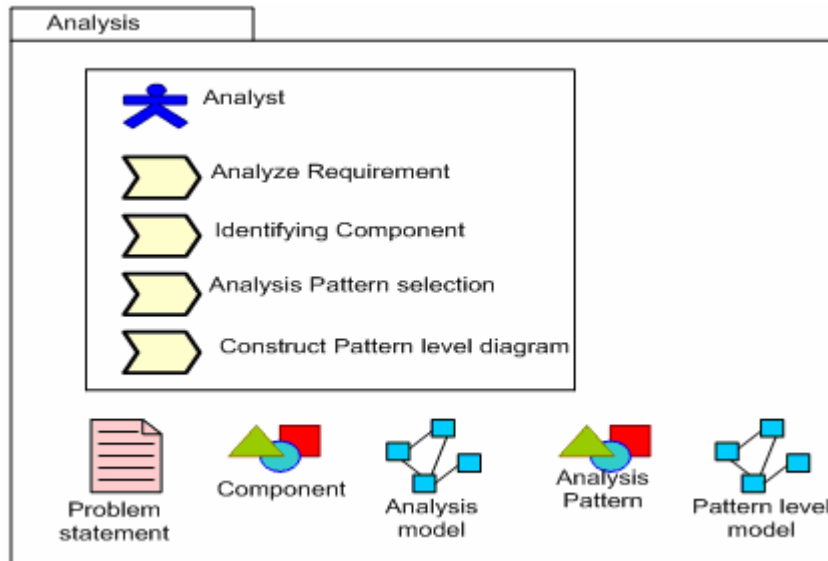 Analysis
Analyst
Analyze Requirement
Identifying Component
Analysis Pattern selection
Construct Pattern level diagram
Problem
statement
Component
Analysis
model
Analysis
Pattern
Pattern level
model